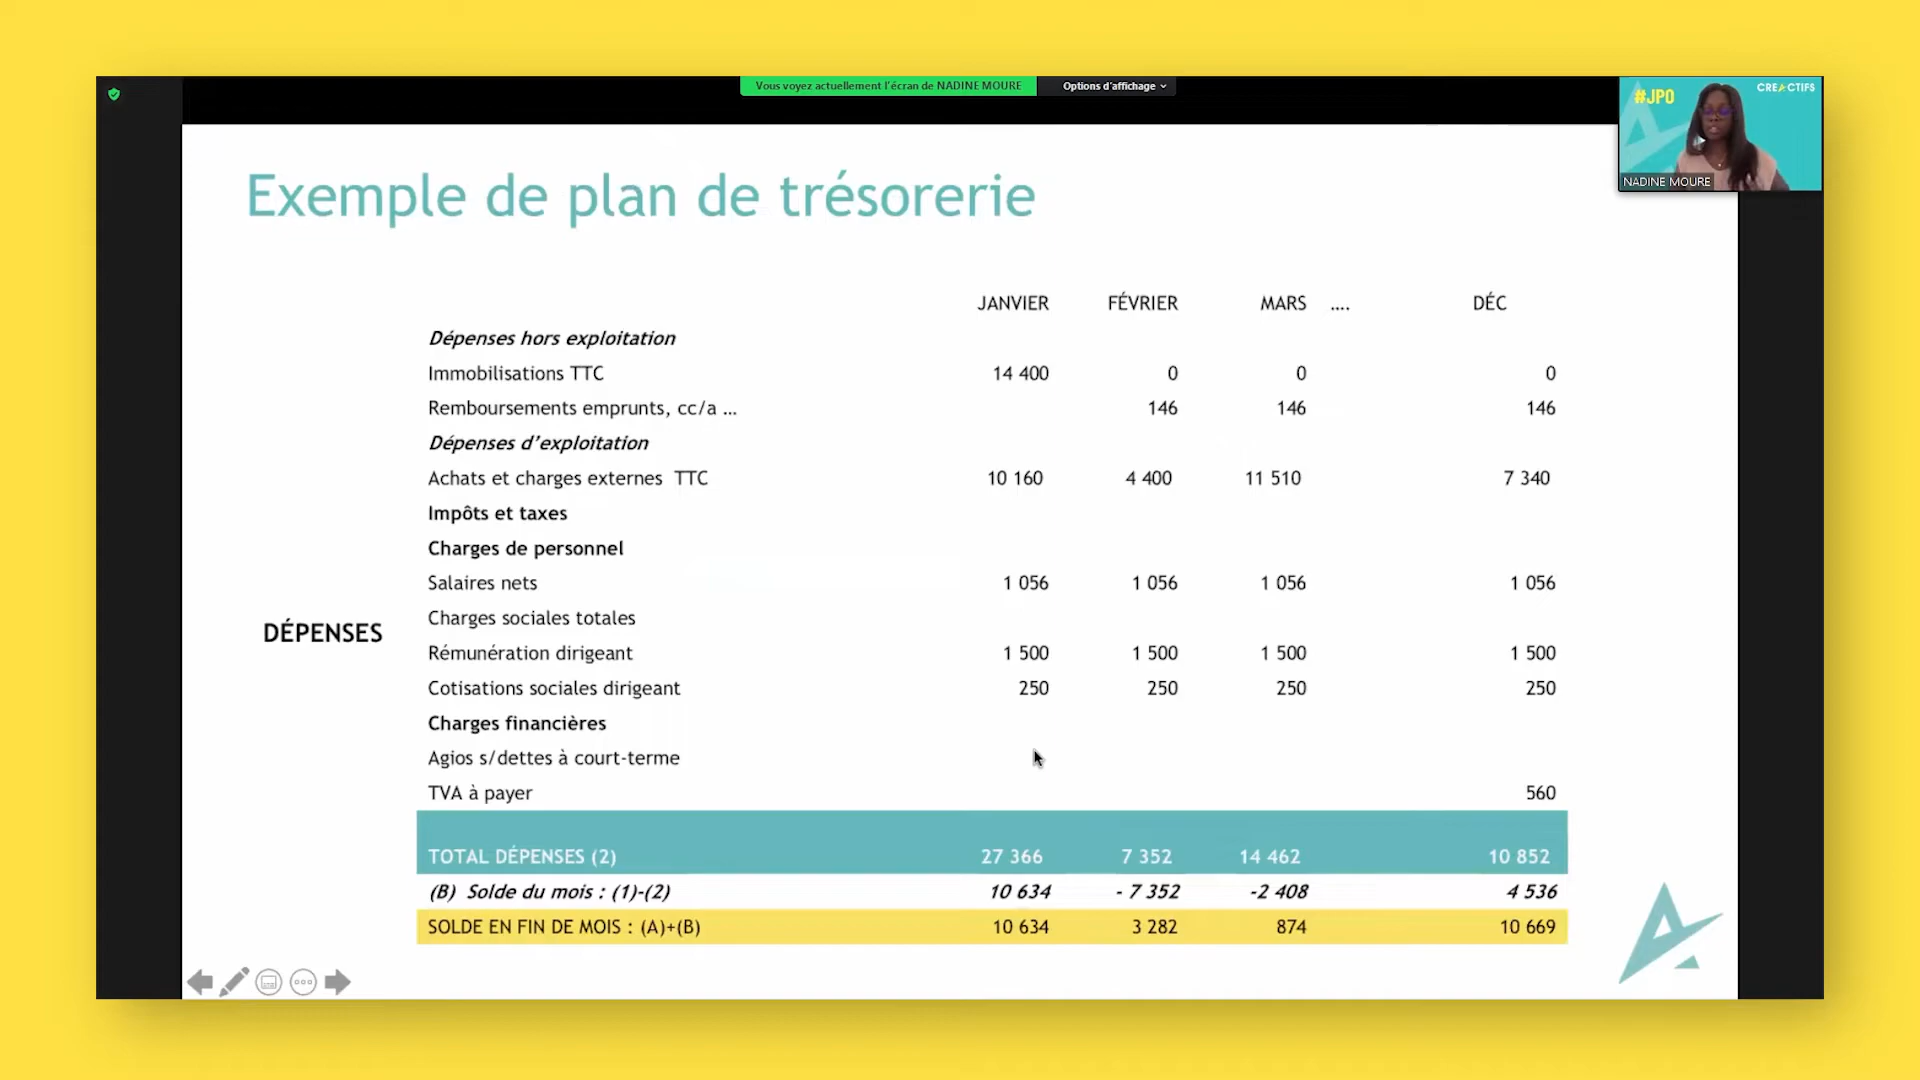 Vous voyez actuellement l'écran de NADINE MOURE
Options d'affichage
#JPO
CREACTIFS
NADINE MOURE
Exemple de plan de trésorerie
JANVIER FÉVRIER MARS .... DÉC
Dépenses hors exploitation
Immobilisations TTC 14 400 0 0 0
Remboursements emprunts, cc/a ... 146 146 146
Dépenses d'exploitation
Achats et charges externes TTC 10 160 4 400 11 510 7 340
Impôts et taxes
Charges de personnel
Salaires nets 1 056 1 056 1 056 1 056
Charges sociales totales
DÉPENSES
Rémunération dirigeant 1 500 1 500 1 500 1 500
Cotisations sociales dirigeant 250 250 250 250
Charges financières
Agios s/dettes à court-terme
TVA à payer 560
TOTAL DÉPENSES (2) 27 366 7 352 14 462 10 852
(B) Solde du mois : (1)-(2) 10 634 - 7 352 -2 408 4 536
SOLDE EN FIN DE MOIS : (A)+(B) 10 634 3 282 874 10 669